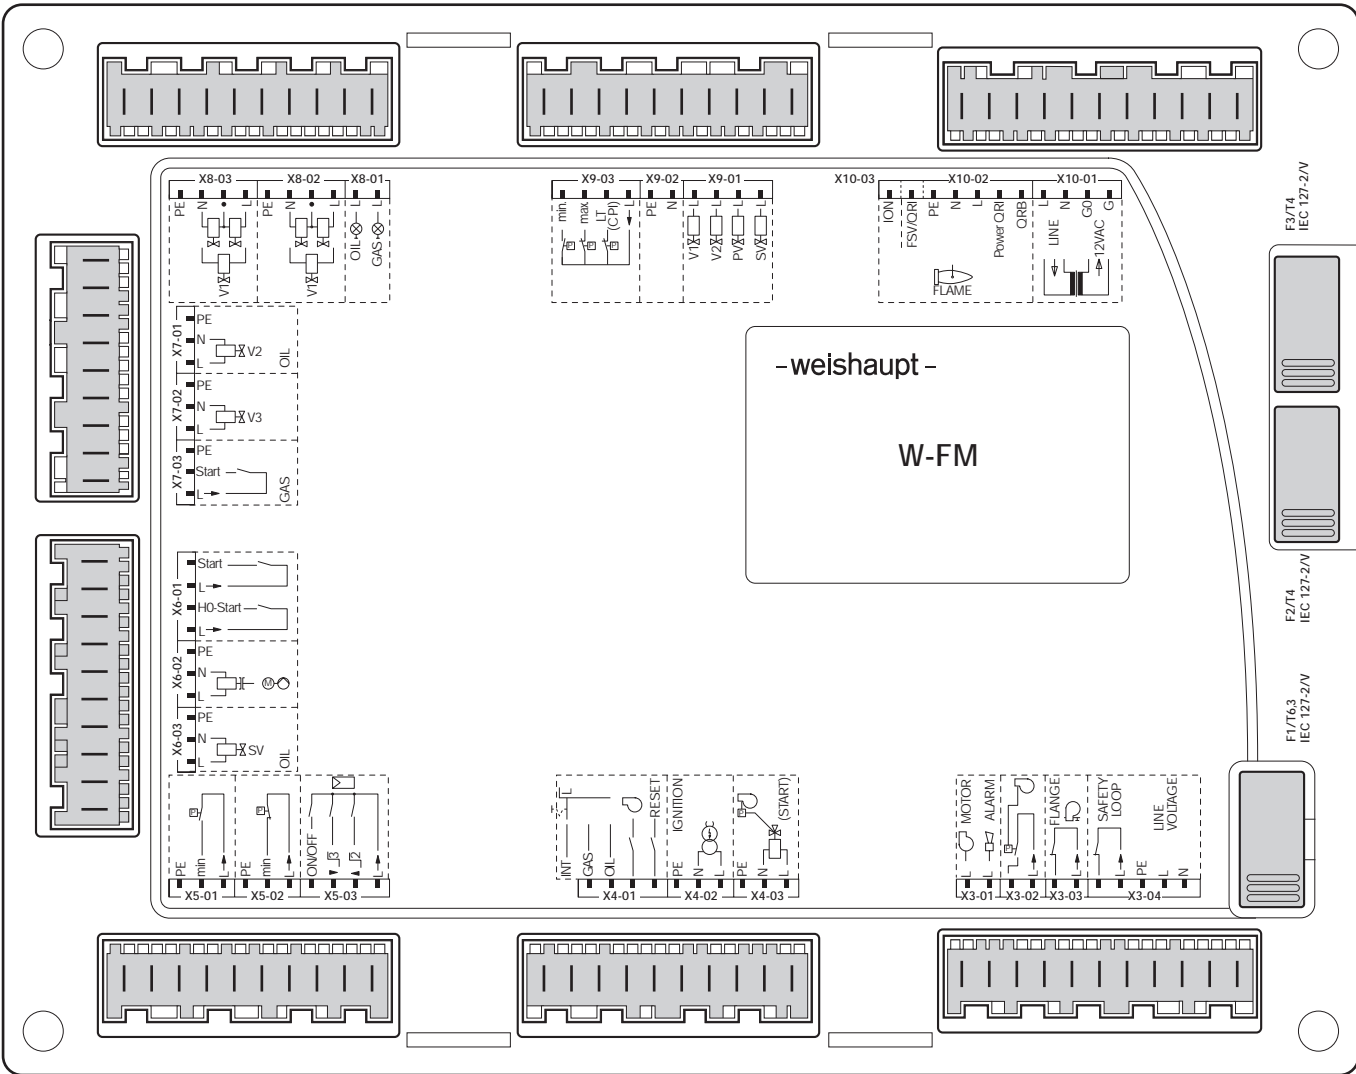 X8-03 X8-02 X8-01
PE N • L PE N • L L L
V1 V1 OIL GAS
X9-03 X9-02 X9-01
min. max. LT (CPI) L PE N L L L L
V1 V2 PV SV
X10-03 X10-02 X10-01
ION FSV/QRI PE N L Power QRI QRB L N G0 G
FLAME LINE 12VAC
F3/T4
IEC 127-2/V
X7-01
PE
N
L
V2
OIL
X7-02
PE
N
L
V3
X7-03
PE
Start
L
GAS
-weishaupt-
W-FM
X6-01
Start
L
H0-Start
L
X6-02
PE
N
L
M
X6-03
PE
N
L
SV
OIL
F2/T4
IEC 127-2/V
F1/T6,3
IEC 127-2/V
P P
PE min L PE min L ON/OFF 3 2 L
X5-01 X5-02 X5-03
L RESET IGNITION (START)
INT GAS OIL PE N L PE N L
X4-01 X4-02 X4-03
MOTOR ALARM P FLANGE SAFETY LOOP LINE VOLTAGE
L L L L L PE L N
X3-01 X3-02 X3-03 X3-04